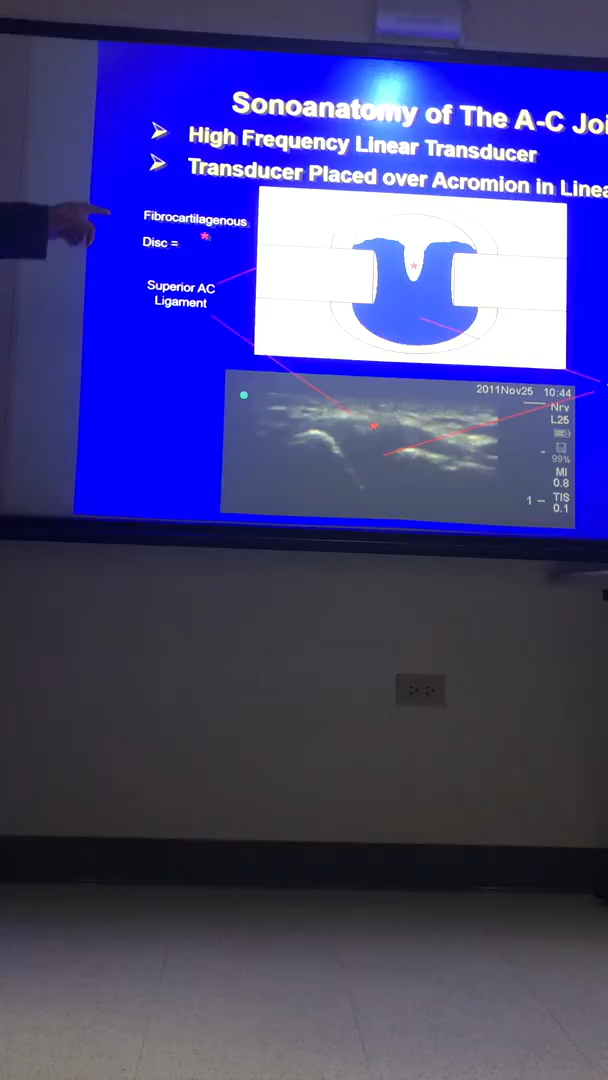 Sonoanatomy of The A-C Joi
➢ High Frequency Linear Transducer
➢ Transducer Placed over Acromion in Linea
Fibrocartilagenous
Disc = *
*
Superior AC
Ligament
2011Nov25 10:44
Nrv
L25
99%
MI
0.8
1 – TIS
0.1
*